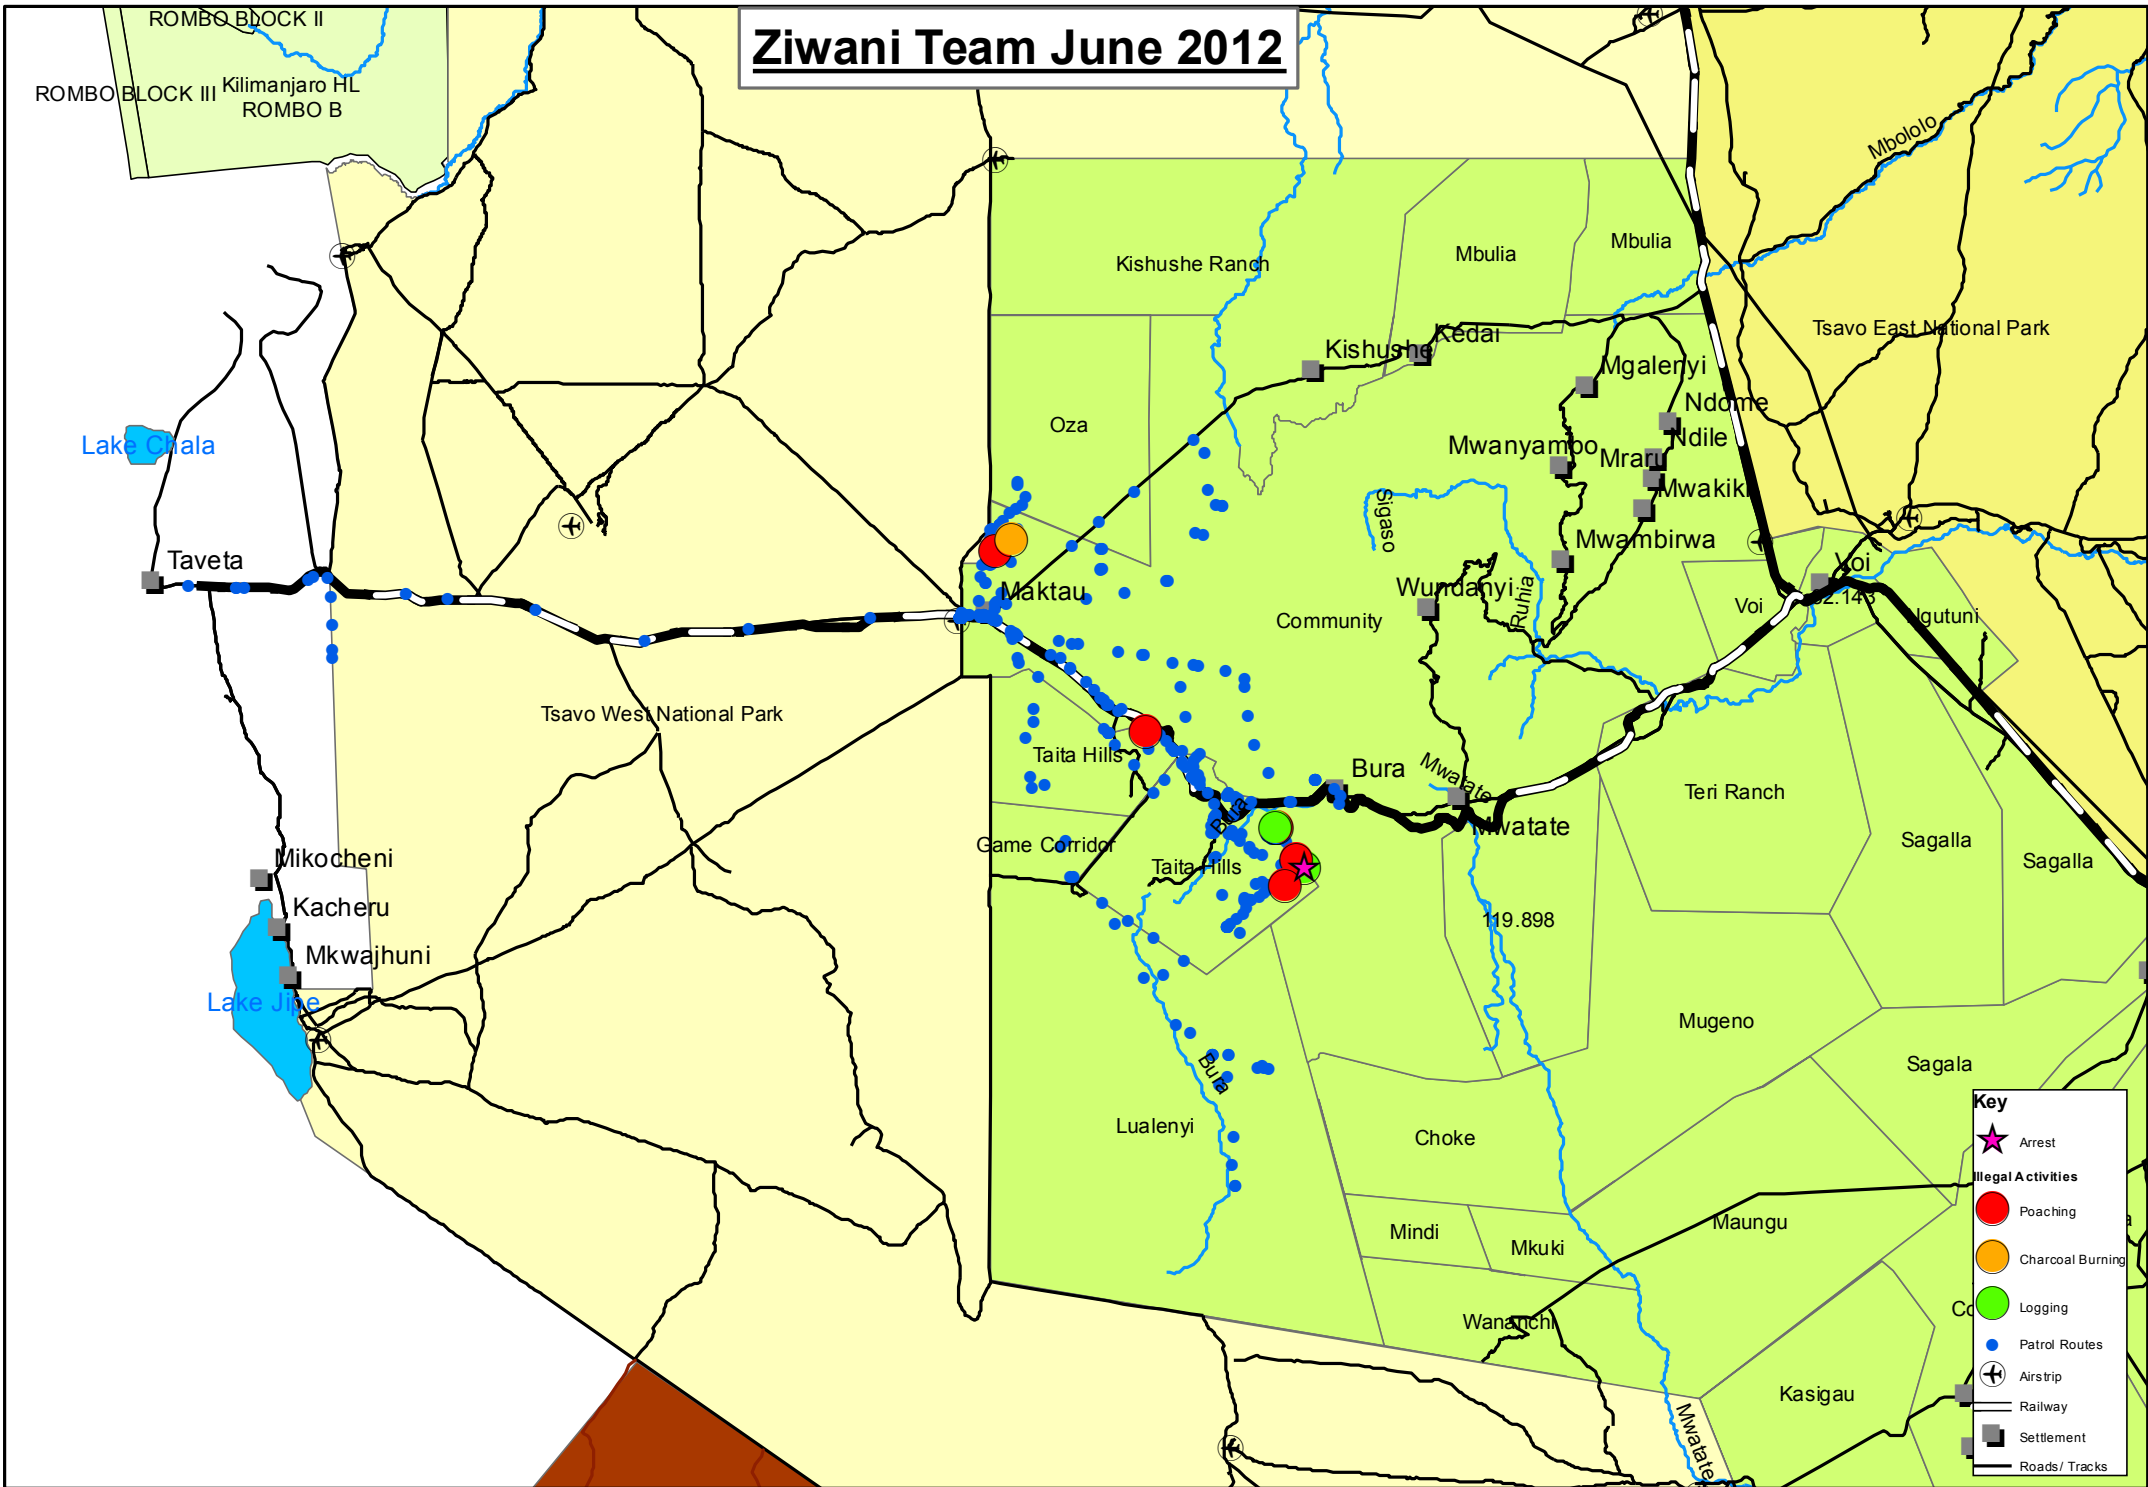 Ziwani Team June 2012
ROMBO BLOCK II
ROMBO BLOCK III
Kilimanjaro HL
ROMBO B
Mbololo
Kishushe Ranch
Mbulia
Mbulia
Tsavo East National Park
Kishushe
Kedai
Mgalenyi
Ndome
Ndile
Oza
Lake Chala
Mwanyambo
Mraru
Mwakiki
Sigaso
Mwambirwa
Taveta
Maktau
Wundanyi
Ruhia
Community
Voi
Voi
Ngutuni
Tsavo West National Park
Taita Hills
Bura
Mwatate
Teri Ranch
Bura
Mwatate
Game Corridor
Taita Hills
Sagalla
Sagalla
Mikocheni
Kacheru
119.898
Mkwajhuni
Lake Jipe
Mugeno
Sagala
Bura
Lualenyi
Choke
Mindi
Mkuki
Maungu
Wananchi
Kasigau
Mwatate
Key
Arrest
Illegal Activities
Poaching
Charcoal Burning
Logging
Patrol Routes
Airstrip
Railway
Settlement
Roads/ Tracks